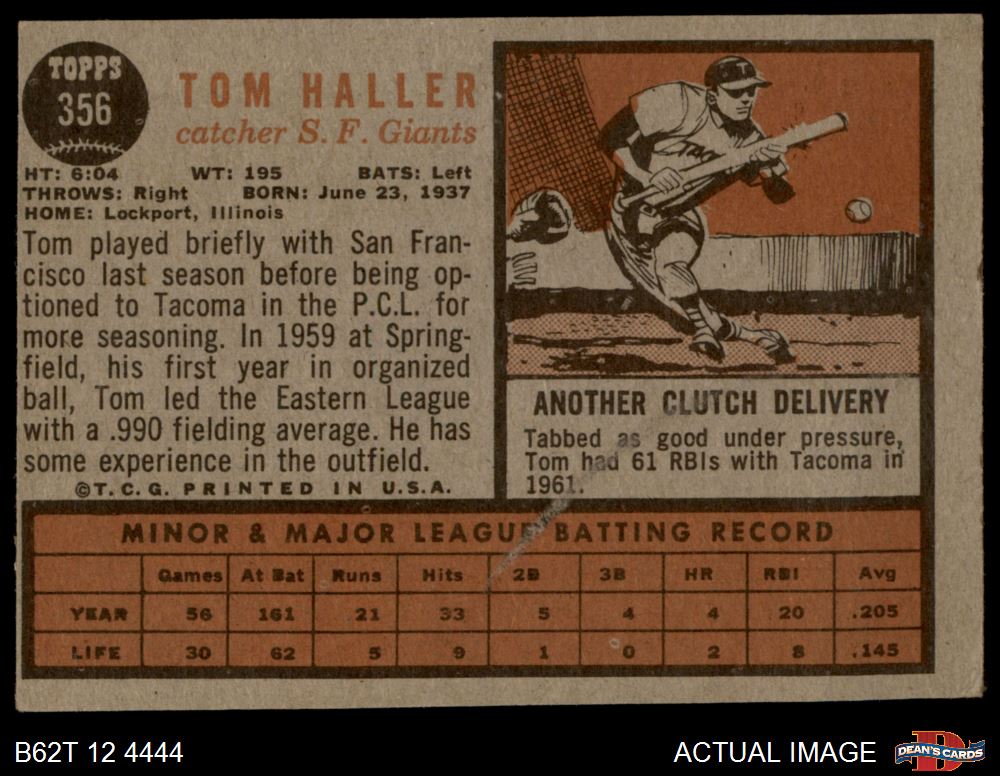 TOPPS
356
TOM HALLER
catcher S. F. Giants
HT: 6:04 WT: 195 BATS: Left
THROWS: Right BORN: June 23, 1937
HOME: Lockport, Illinois
Tom played briefly with San Fran-
cisco last season before being op-
tioned to Tacoma in the P.C.L. for
more seasoning. In 1959 at Spring-
field, his first year in organized
ball, Tom led the Eastern League
with a .990 fielding average. He has
some experience in the outfield.
©T.C.G. PRINTED IN U.S.A.
TAC
ANOTHER CLUTCH DELIVERY
Tabbed as good under pressure,
Tom had 61 RBIs with Tacoma in
1961.
MINOR & MAJOR LEAGUE BATTING RECORD
Games At Bat Runs Hits 2B 3B HR RBI Avg
YEAR 56 161 21 33 5 4 4 20 .205
LIFE 30 62 5 9 1 0 2 8 .145
B62T 12 4444
ACTUAL IMAGE
D
DEAN'S CARDS